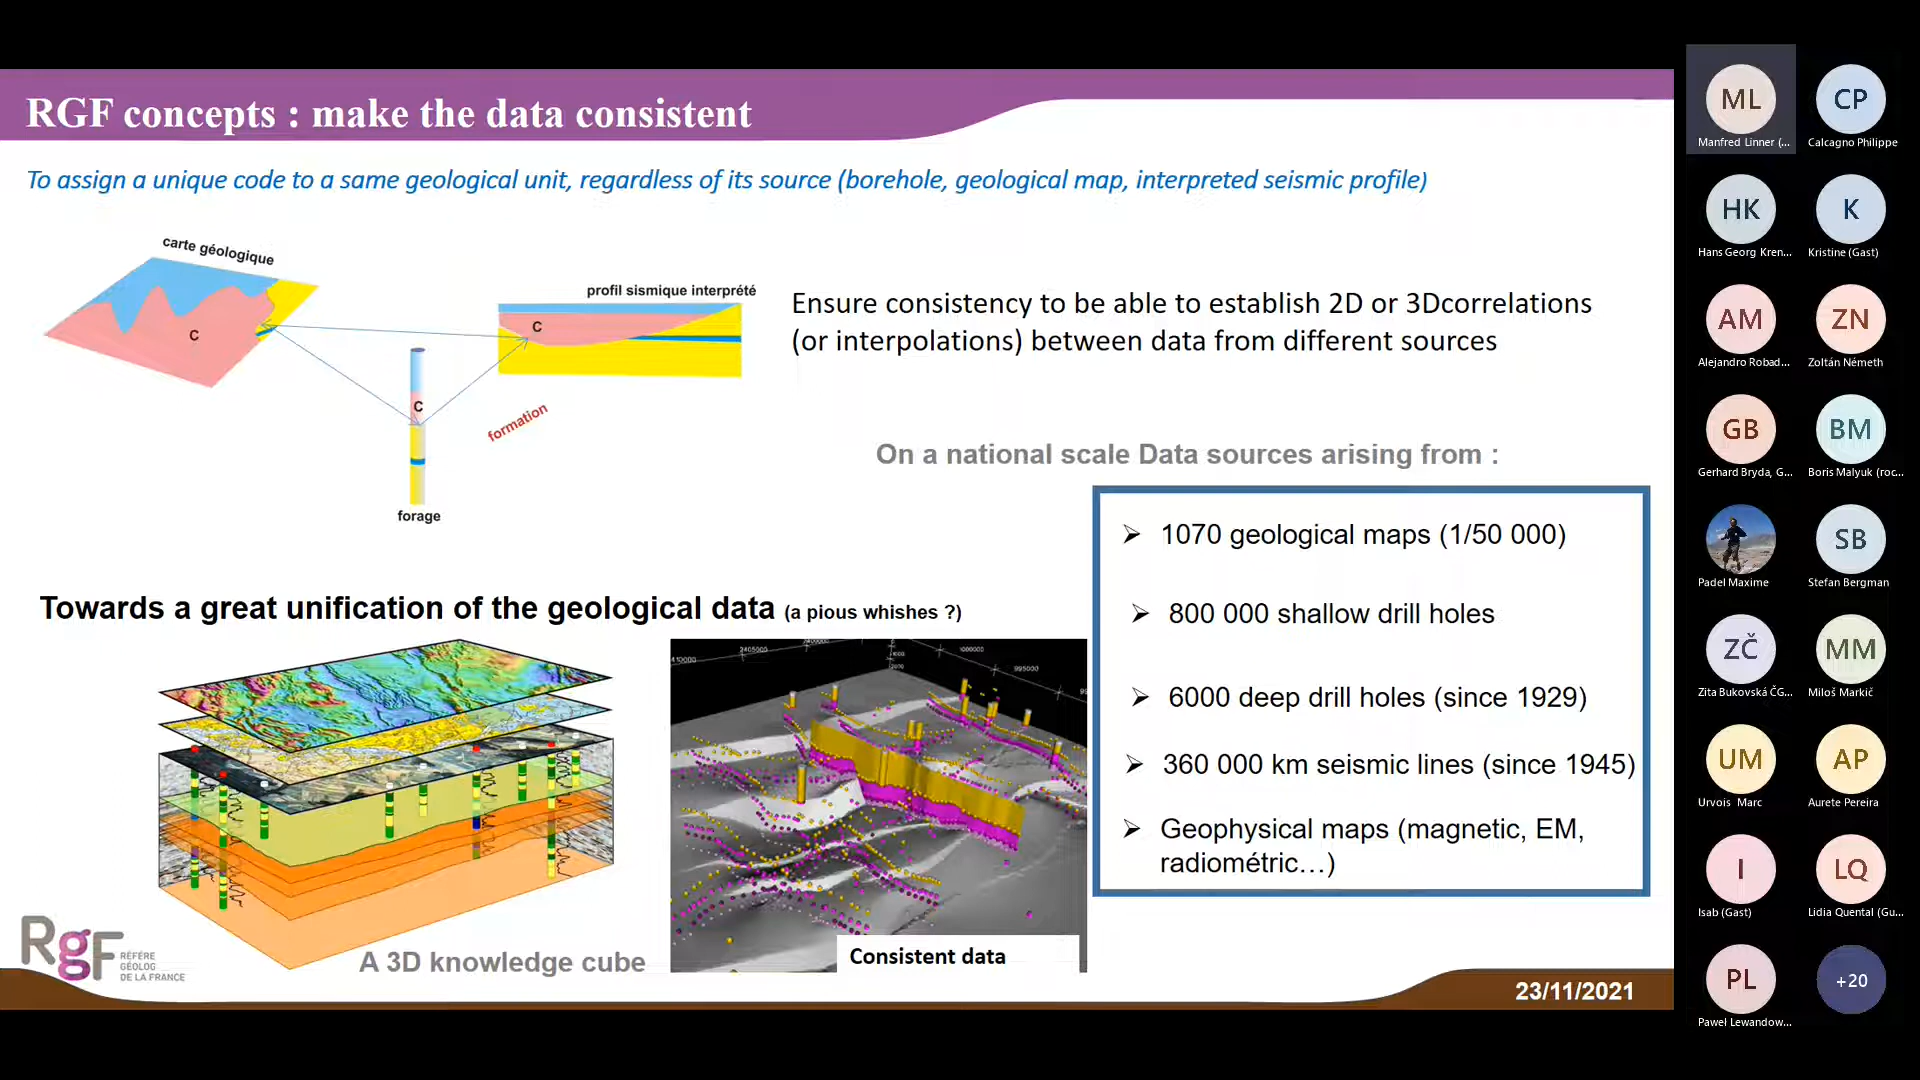 RGF concepts : make the data consistent
To assign a unique code to a same geological unit, regardless of its source (borehole, geological map, interpreted seismic profile)
carte géologique
C
profil sismique interprété
C
C
formation
forage
Ensure consistency to be able to establish 2D or 3Dcorrelations
(or interpolations) between data from different sources
On a national scale Data sources arising from :
1070 geological maps (1/50 000)
800 000 shallow drill holes
6000 deep drill holes (since 1929)
360 000 km seismic lines (since 1945)
Geophysical maps (magnetic, EM,
radiométric…)
Towards a great unification of the geological data (a pious whishes ?)
2405000
995000
A 3D knowledge cube
Consistent data
RgF
RÉFÉRE
GÉOLOG
DE LA FRANCE
23/11/2021
ML
Manfred Linner (...
CP
Calcagno Philippe
HK
Hans Georg Kren...
K
Kristine (Gast)
AM
Alejandro Robad...
ZN
Zoltán Németh
GB
Gerhard Bryda, G...
BM
Boris Malyuk (roc...
Padel Maxime
SB
Stefan Bergman
ZČ
Zita Bukovská ČG...
MM
Miloš Markič
UM
Urvois Marc
AP
Aurete Pereira
I
Isab (Gast)
LQ
Lidia Quental (Gu...
PL
Paweł Lewandow...
+20